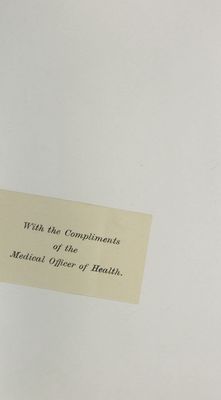 With the Compliments
of the
Medical Officer of Health.